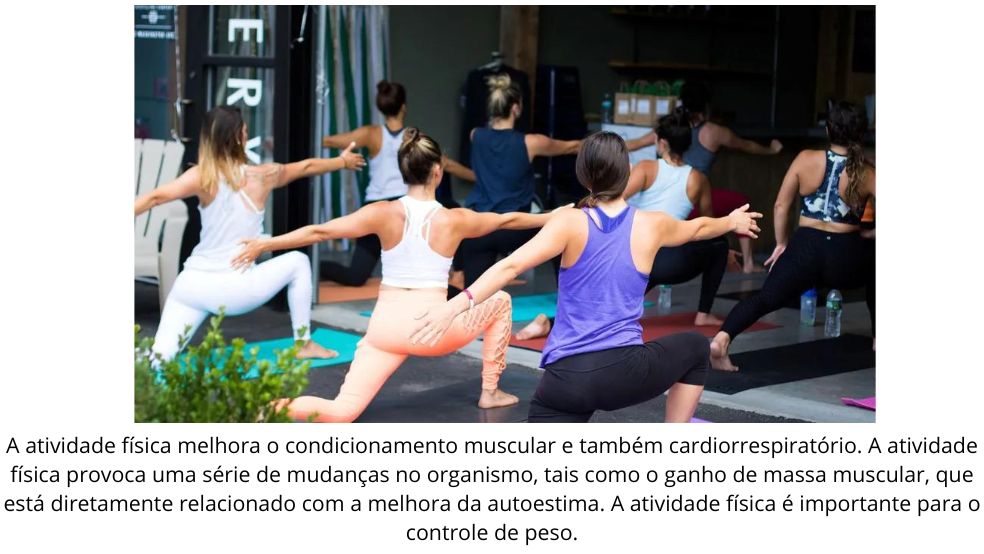 E
R
Y
A atividade física melhora o condicionamento muscular e também cardiorrespiratório. A atividade
física provoca uma série de mudanças no organismo, tais como o ganho de massa muscular, que
está diretamente relacionado com a melhora da autoestima. A atividade física é importante para o
controle de peso.